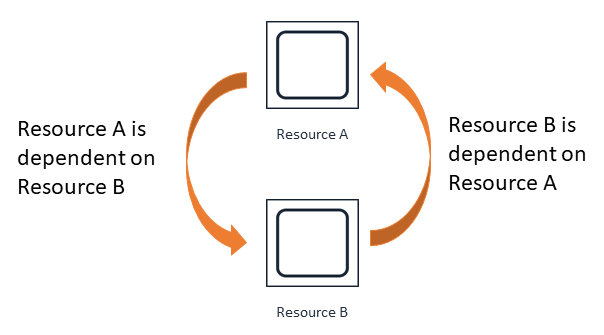 Resource A
Resource A is
dependent on
Resource B
Resource B is
dependent on
Resource A
Resource B